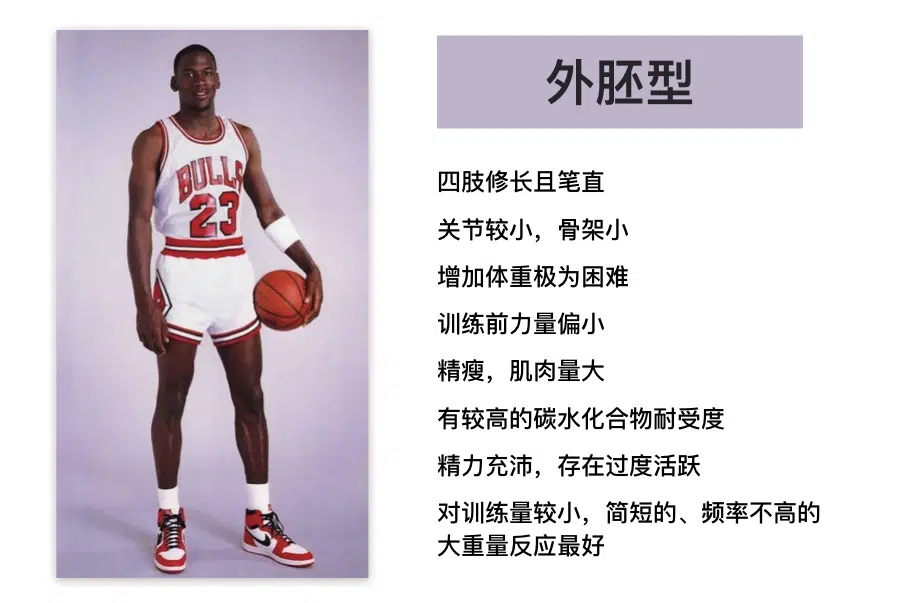 外胚型
BULLS
23
四肢修长且笔直
关节较小，骨架小
增加体重极为困难
训练前力量偏小
精瘦，肌肉量大
有较高的碳水化合物耐受度
精力充沛，存在过度活跃
对训练量较小，简短的、频率不高的
大重量反应最好